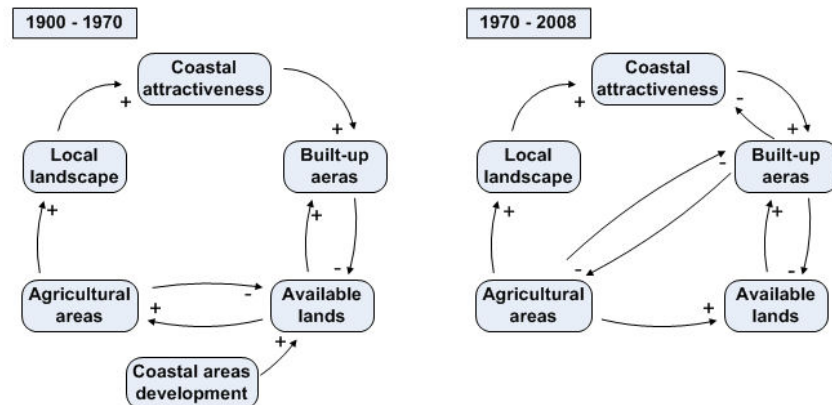 1900 - 1970
Coastal
attractiveness
+
+
Local
landscape
Built-up
aeras
+
+
-
-
Agricultural
areas
+
Available
lands
+
Coastal areas
development
1970 - 2008
Coastal
attractiveness
+
-
+
Local
landscape
Built-up
aeras
-
+
+
-
-
Agricultural
areas
+
Available
lands